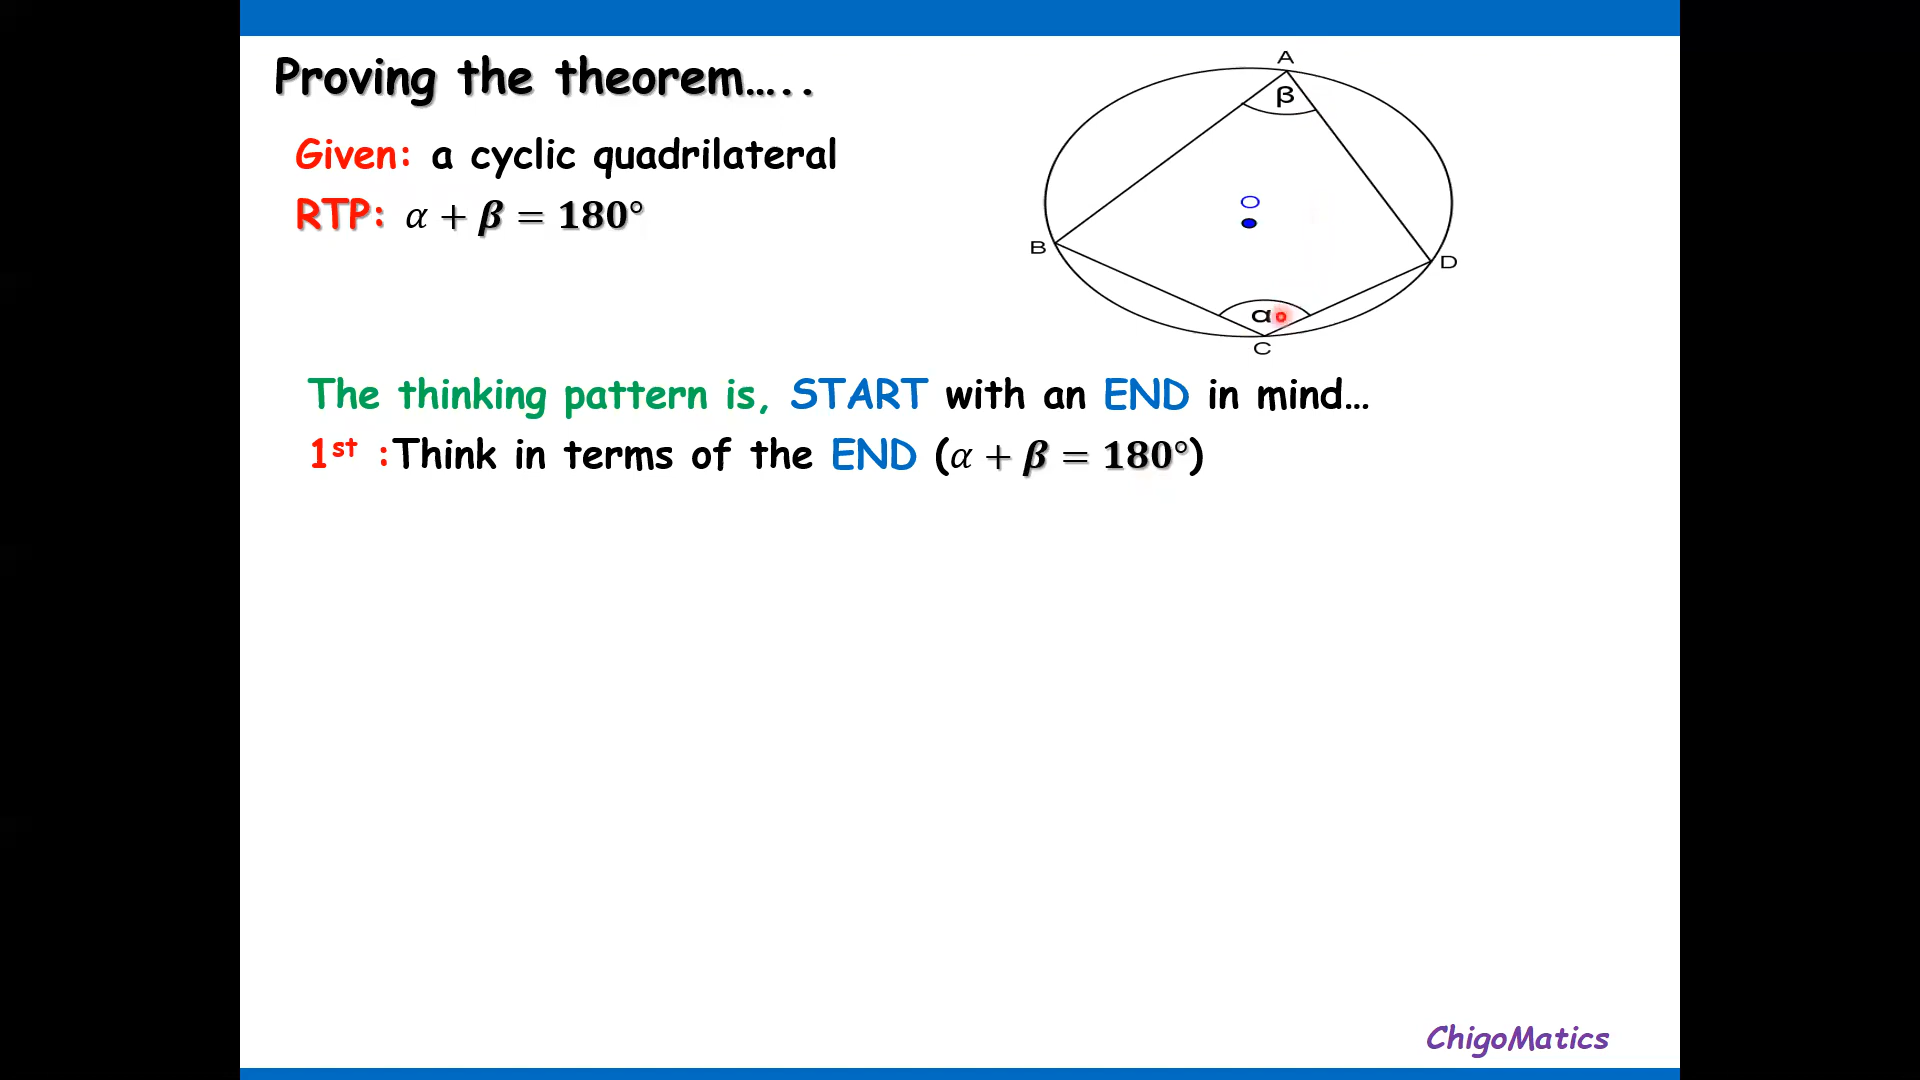 Proving the theorem.....
A
β
Given: a cyclic quadrilateral
RTP: α + β = 180°
O
B
D
α
C
The thinking pattern is, START with an END in mind...
1st :Think in terms of the END (α + β = 180°)
ChigoMatics